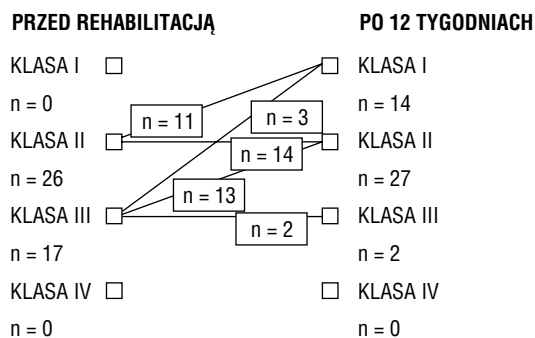 PRZED REHABILITACJĄ PO 12 TYGODNIACH
KLASA I KLASA I
n = 0 n = 14
n = 11 n = 3
KLASA II KLASA II
n = 14
n = 26 n = 27
n = 13
KLASA III KLASA III
n = 2
n = 17 n = 2
KLASA IV KLASA IV
n = 0 n = 0